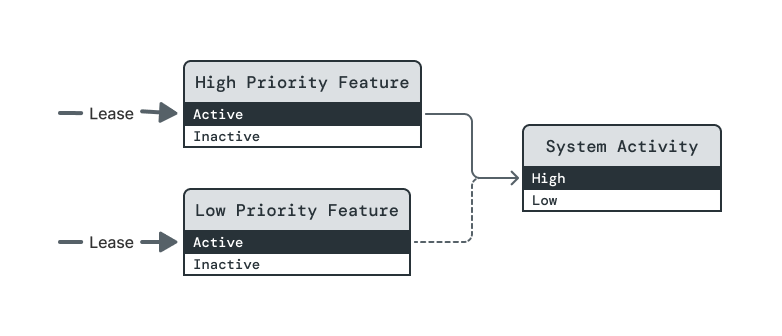 Lease
High Priority Feature
Active
Inactive
System Activity
High
Low
Lease
Low Priority Feature
Active
Inactive